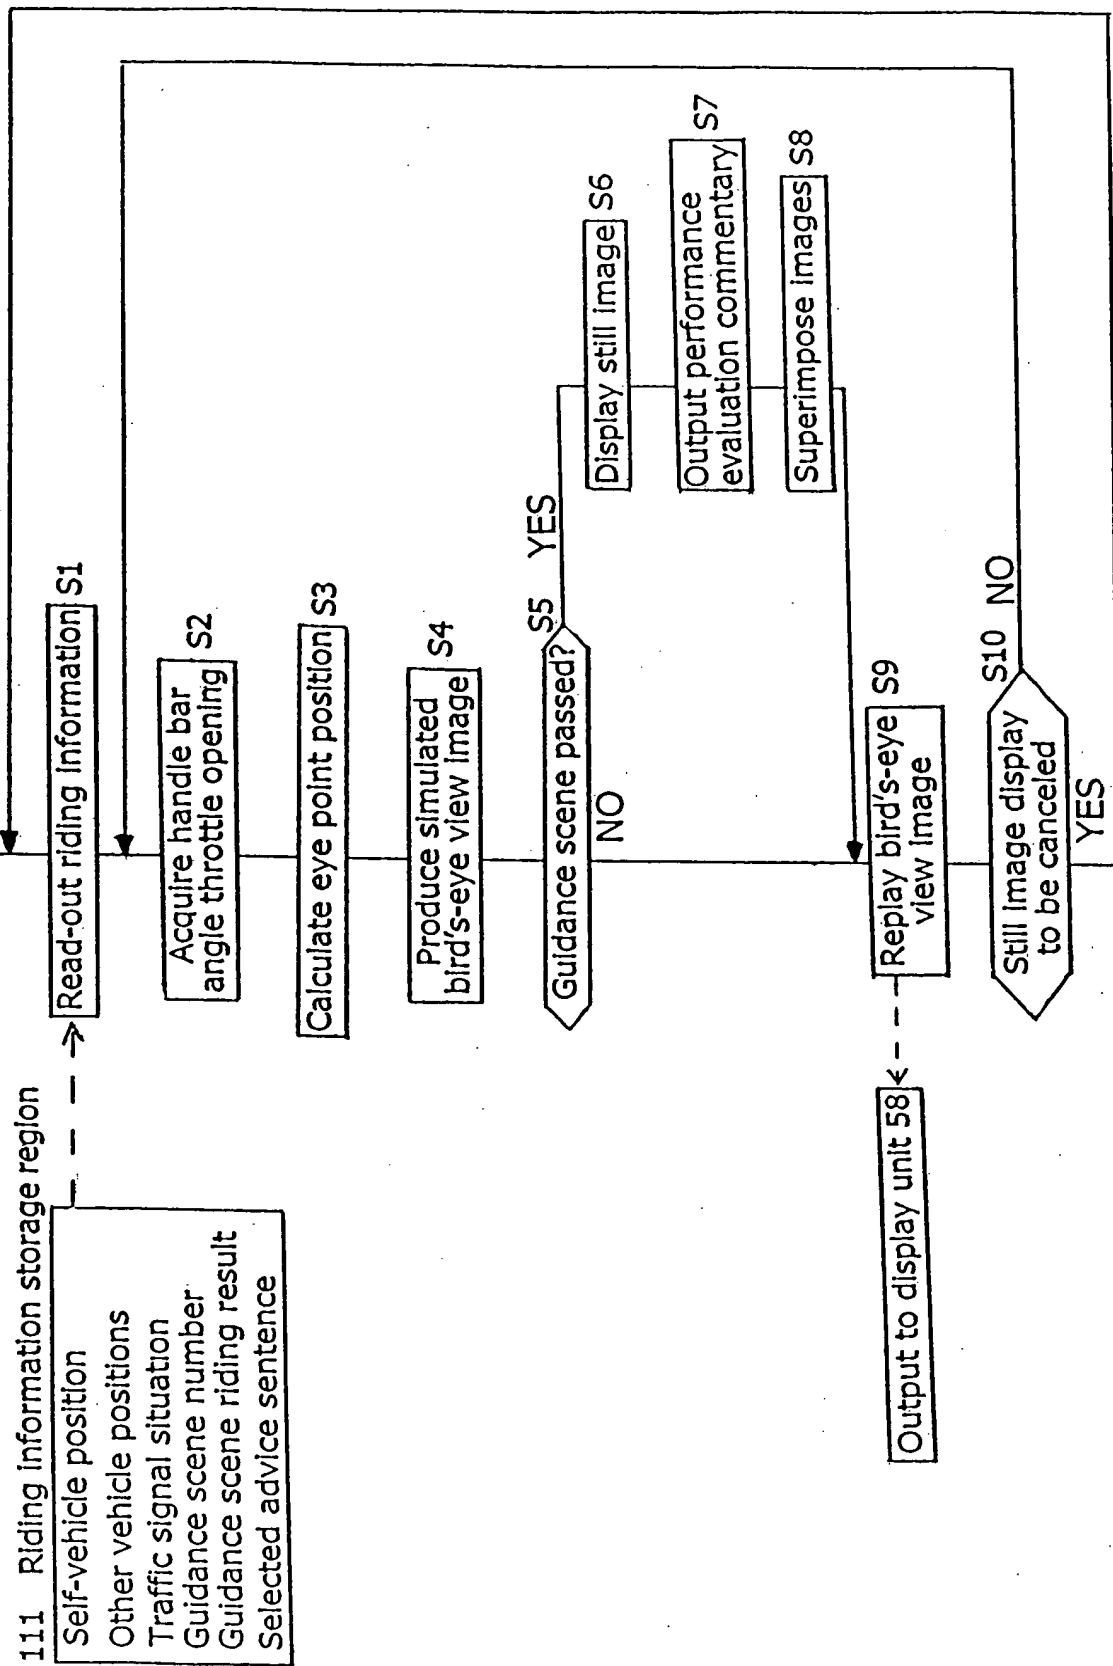 111 Riding information storage region
Self-vehicle position
Other vehicle positions
Traffic signal situation
Guidance scene number
Guidance scene riding result
Selected advice sentence
Read-out riding information S1
Acquire handle bar S2
angle throttle opening
Calculate eye point position S3
Produce simulated S4
bird's-eye view image
Guidance scene passed? S5 YES
NO
Display still image S6
Output performance S7
evaluation commentary
Superimpose images S8
Replay bird's-eye S9
view image
Output to display unit 58
Still image display S10 NO
to be canceled
YES